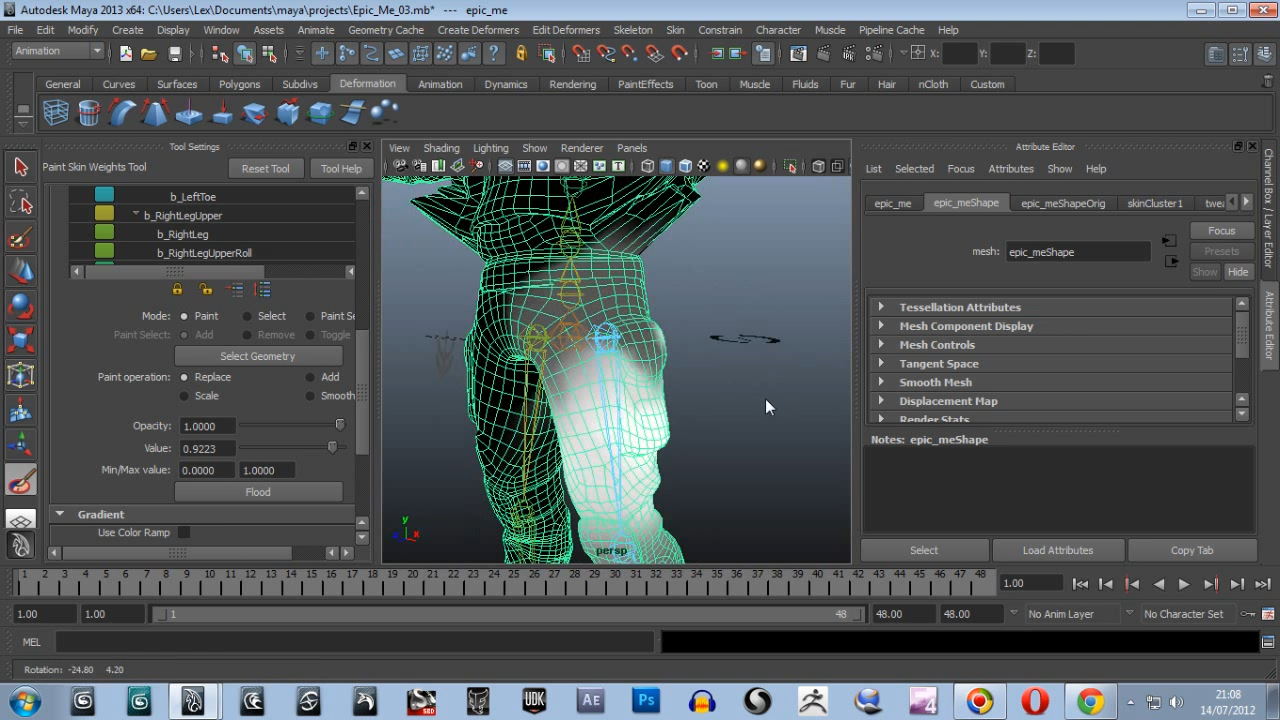 Autodesk Maya 2013 x64: C:\Users\Lex\Documents\maya\projects\Epic_Me_03.mb* --- epic_me
File Edit Modify Create Display Window Assets Animate Geometry Cache Create Deformers Edit Deformers Skeleton Skin Constrain Character Muscle Pipeline Cache Help
Animation X: Y: Z:
General Curves Surfaces Polygons Subdivs Deformation Animation Dynamics Rendering PaintEffects Toon Muscle Fluids Fur Hair nCloth Custom
Tool Settings
Paint Skin Weights Tool Reset Tool Tool Help
b_LeftToe
b_RightLegUpper
b_RightLeg
b_RightLegUpperRoll
Mode: Paint Select Paint Se
Paint Select: Add Remove Toggle
Select Geometry
Paint operation: Replace Add
Scale Smooth
Opacity: 1.0000
Value: 0.9223
Min/Max value: 0.0000 1.0000
Flood
Gradient
Use Color Ramp
View Shading Lighting Show Renderer Panels
y
x
persp
Attribute Editor
List Selected Focus Attributes Show Help
epic_me epic_meShape epic_meShapeOrig skinCluster1 twea
Focus
mesh: epic_meShape Presets
Show Hide
Tessellation Attributes
Mesh Component Display
Mesh Controls
Tangent Space
Smooth Mesh
Displacement Map
Render Stats
Notes: epic_meShape
Select Load Attributes Copy Tab
Channel Box / Layer Editor
Attribute Editor
1 2 3 4 5 6 7 8 9 10 11 12 13 14 15 16 17 18 19 20 21 22 23 24 25 26 27 28 29 30 31 32 33 34 35 36 37 38 39 40 41 42 43 44 45 46 47 48 1.00
1.00 1.00 1 48 48.00 48.00 No Anim Layer No Character Set
MEL
Rotation: -24.80 4.20
SRD UDK Ae Ps 4
21:08
14/07/2012